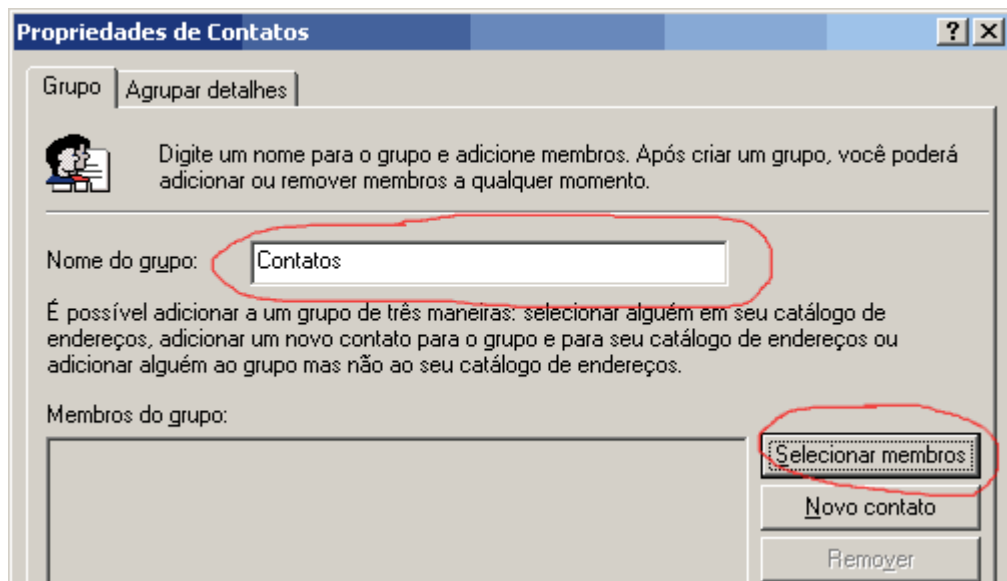 Propriedades de Contatos
Grupo
Agrupar detalhes
Digite um nome para o grupo e adicione membros. Após criar um grupo, você poderá
adicionar ou remover membros a qualquer momento.
Nome do grupo:
Contatos
É possível adicionar a um grupo de três maneiras: selecionar alguém em seu catálogo de
endereços, adicionar um novo contato para o grupo e para seu catálogo de endereços ou
adicionar alguém ao grupo mas não ao seu catálogo de endereços.
Membros do grupo:
Selecionar membros
Novo contato
Remover